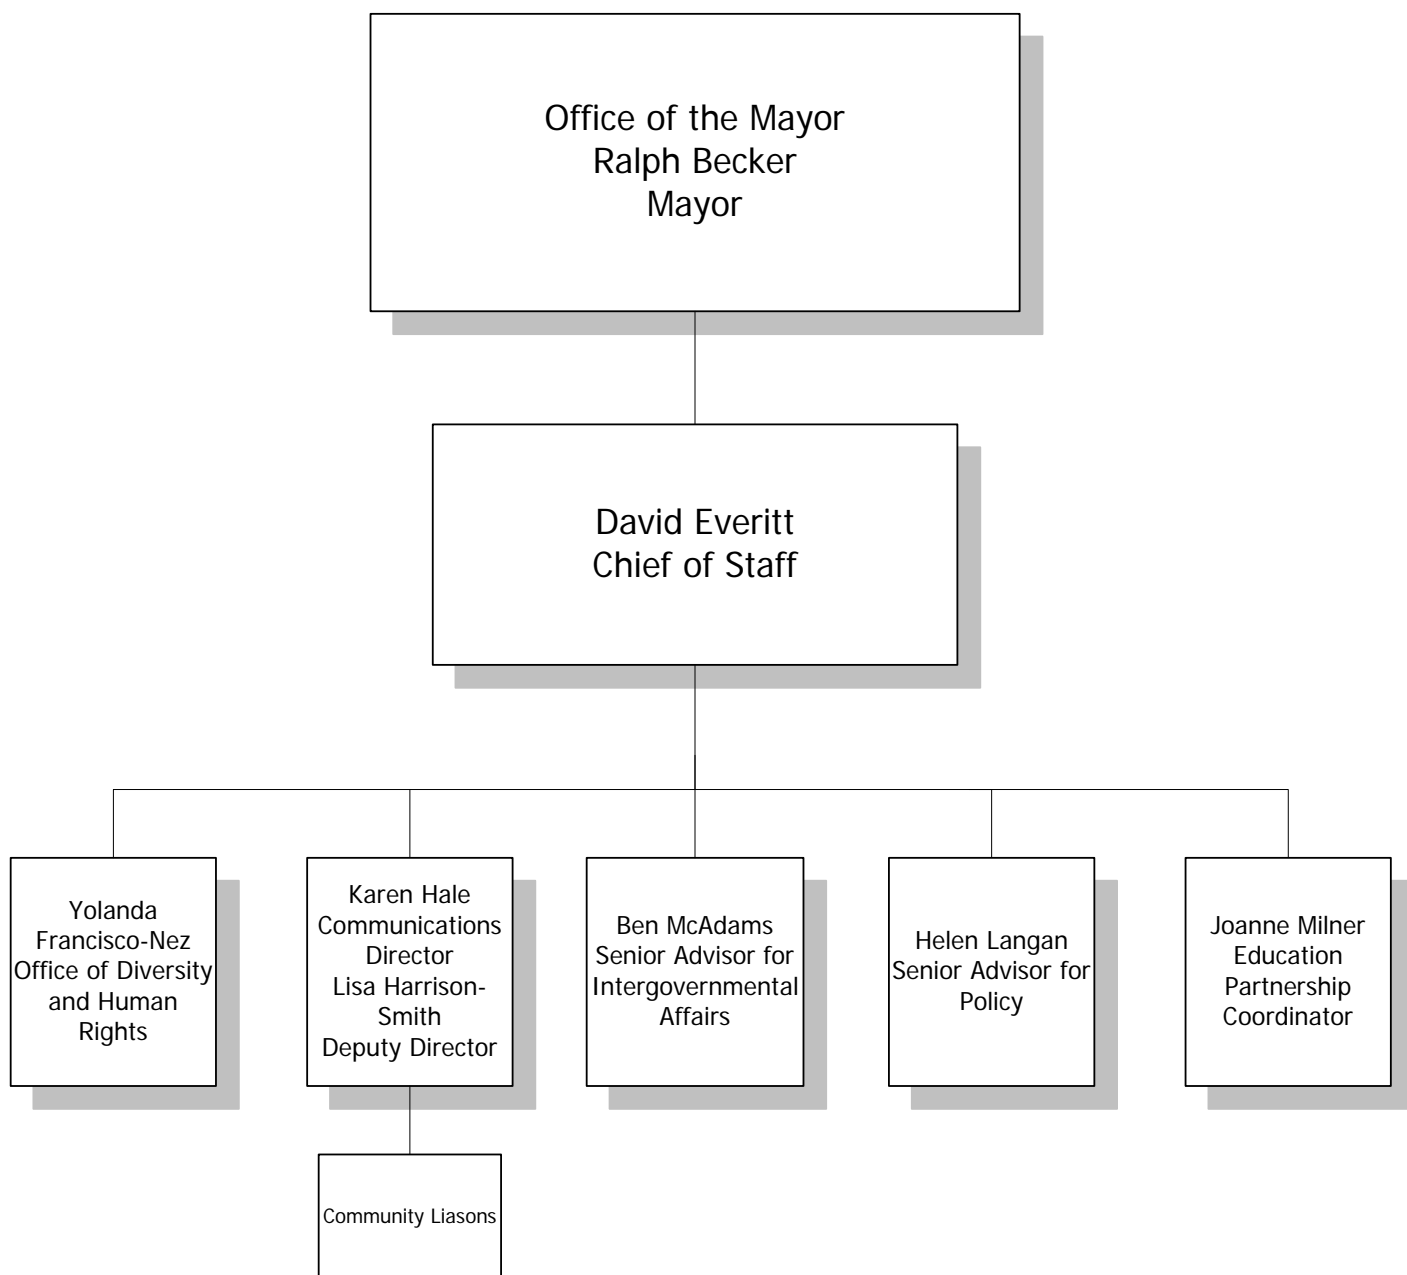 Office of the Mayor
Ralph Becker
Mayor
David Everitt
Chief of Staff
Yolanda
Francisco-Nez
Office of Diversity
and Human
Rights
Karen Hale
Communications
Director
Lisa Harrison-
Smith
Deputy Director
Ben McAdams
Senior Advisor for
Intergovernmental
Affairs
Helen Langan
Senior Advisor for
Policy
Joanne Milner
Education
Partnership
Coordinator
Community Liasons